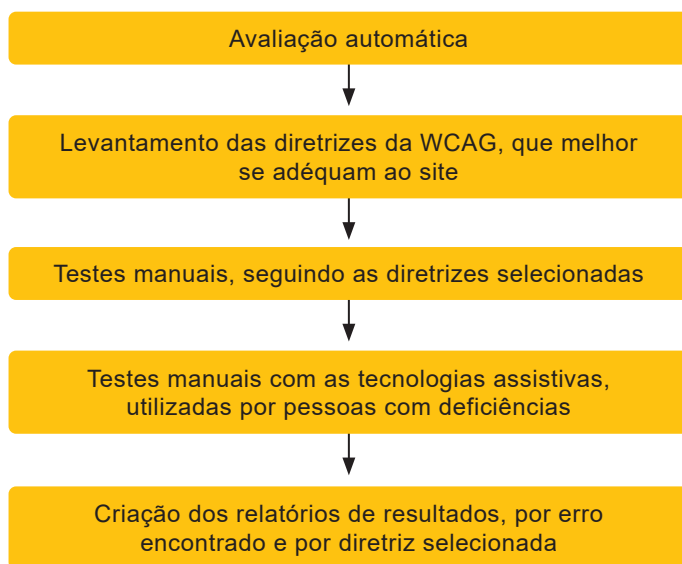 Avaliação automática
Levantamento das diretrizes da WCAG, que melhor
se adéquam ao site
Testes manuais, seguindo as diretrizes selecionadas
Testes manuais com as tecnologias assistivas,
utilizadas por pessoas com deficiências
Criação dos relatórios de resultados, por erro
encontrado e por diretriz selecionada